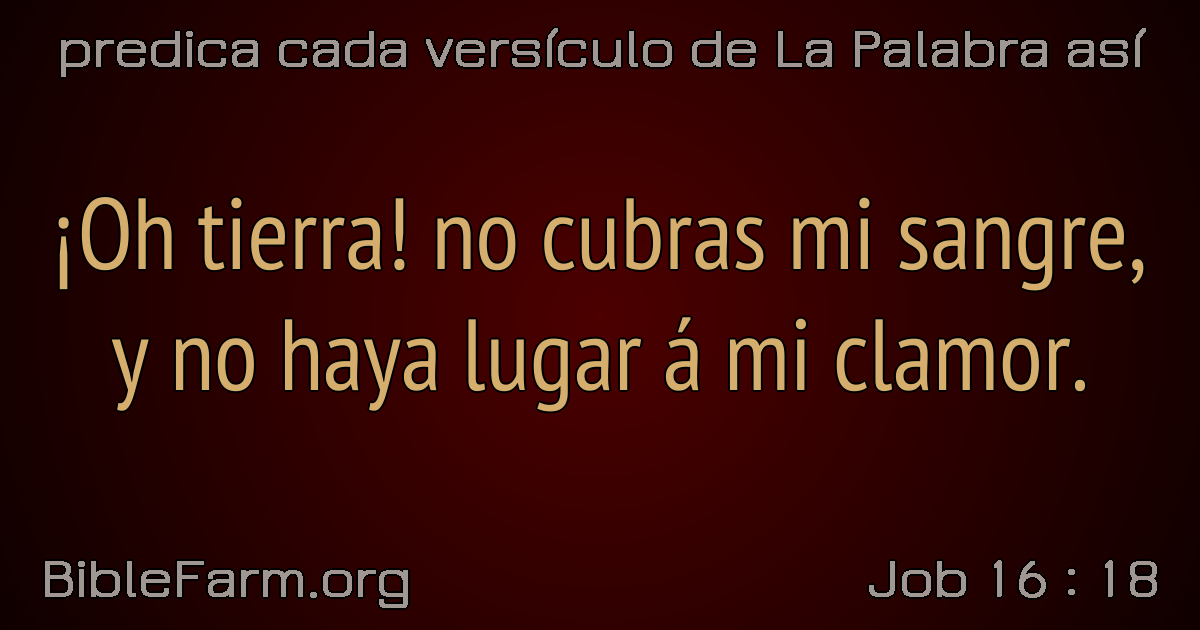 predica cada versículo de La Palabra así
¡Oh tierra! no cubras mi sangre,
y no haya lugar á mi clamor.
BibleFarm.org
Job 16 : 18